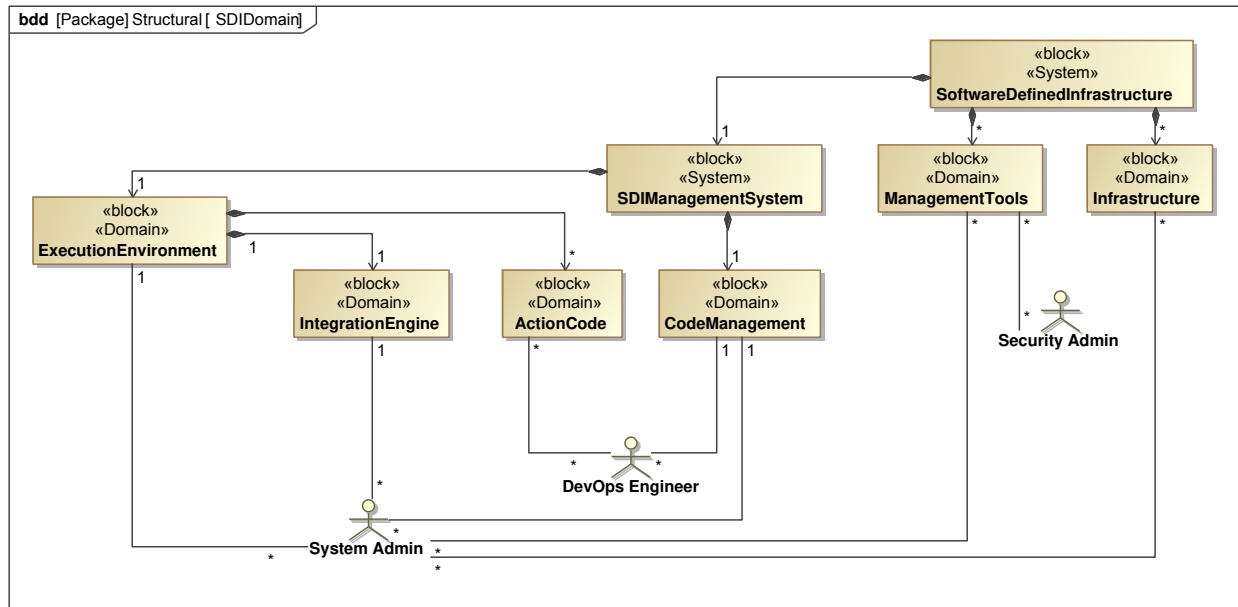 bdd [Package] Structural [ SDIDomain]
«block»
«System»
SoftwareDefinedInfrastructure
1
*
*
«block»
«System»
SDIManagementSystem
«block»
«Domain»
ManagementTools
«block»
«Domain»
Infrastructure
1
«block»
«Domain»
ExecutionEnvironment
*
*
*
1
1
1
*
1
«block»
«Domain»
IntegrationEngine
«block»
«Domain»
ActionCode
«block»
«Domain»
CodeManagement
*
Security Admin
1
*
1
1
*
*
DevOps Engineer
*
*
System Admin
*
*
*